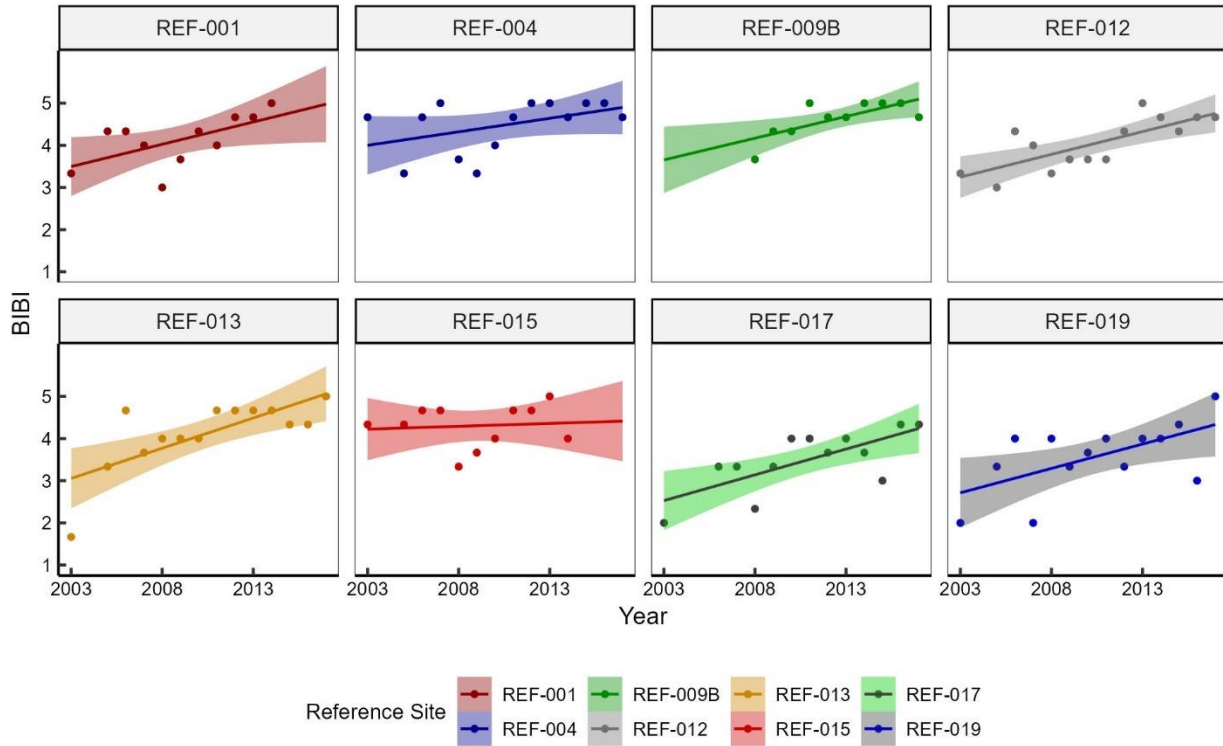 REF-001 REF-004 REF-009B REF-012
5
4
3
2
1
REF-013 REF-015 REF-017 REF-019
BIBI
5
4
3
2
1
2003 2008 2013 2003 2008 2013 2003 2008 2013 2003 2008 2013
Year
Reference Site
REF-001 REF-009B REF-013 REF-017
REF-004 REF-012 REF-015 REF-019